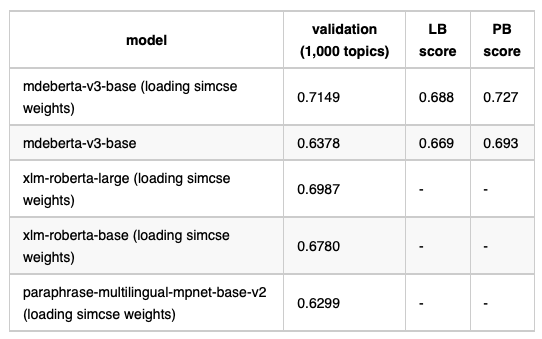 model validation (1,000 topics) LB score PB score
mdeberta-v3-base (loading simcse weights) 0.7149 0.688 0.727
mdeberta-v3-base 0.6378 0.669 0.693
xlm-roberta-large (loading simcse weights) 0.6987 - -
xlm-roberta-base (loading simcse weights) 0.6780 - -
paraphrase-multilingual-mpnet-base-v2 (loading simcse weights) 0.6299 - -